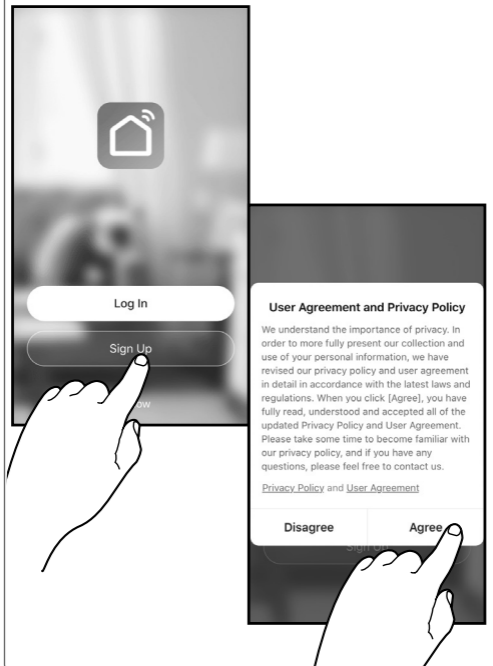 Log In
Sign Up
User Agreement and Privacy Policy
We understand the importance of privacy. In
order to more fully present our collection and
use of your personal information, we have
revised our privacy policy and user agreement
in detail in accordance with the latest laws and
regulations. When you click [Agree], you have
fully read, understood and accepted all of the
updated Privacy Policy and User Agreement.
Please take some time to become familiar with
our privacy policy, and if you have any
questions, please feel free to contact us.
Privacy Policy and User Agreement
Disagree Agree
Sign Up